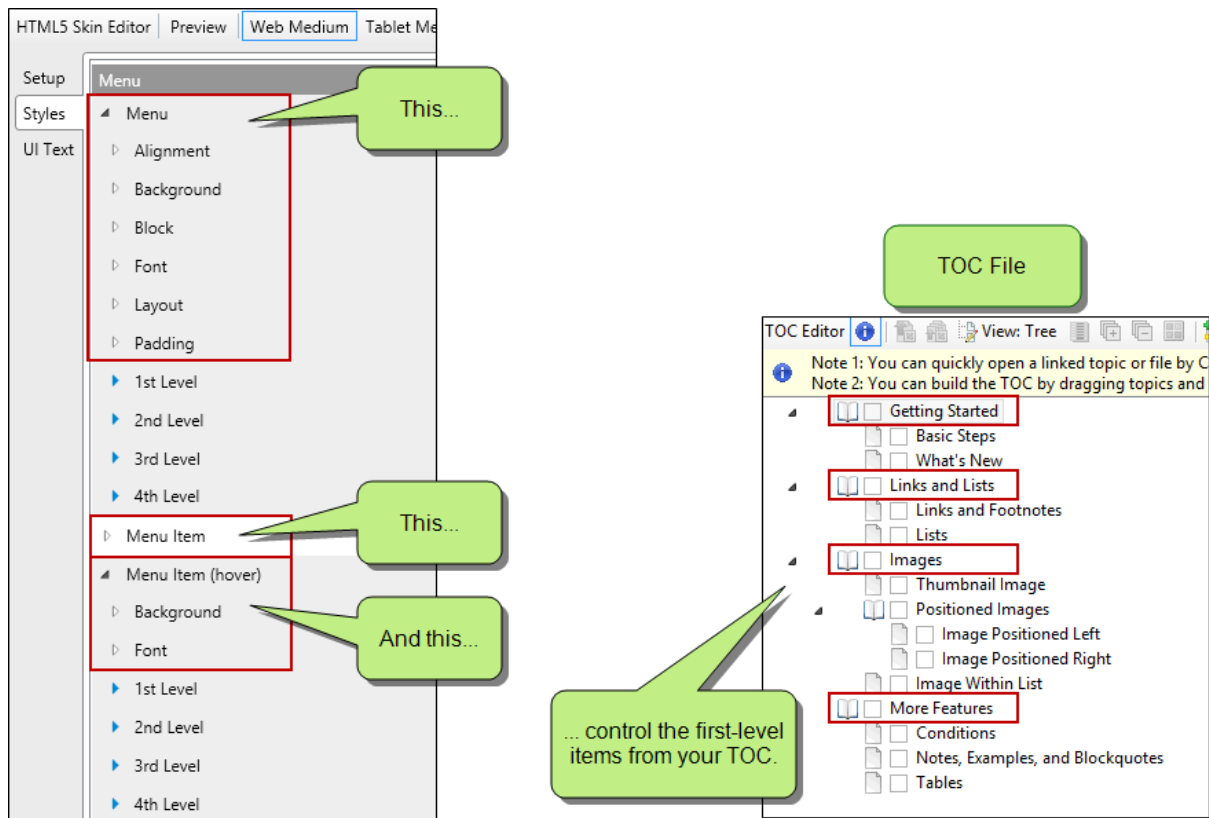 HTML5 Skin Editor Preview Web Medium Tablet Me
Setup
Styles
UI Text
Menu
Menu
Alignment
Background
Block
Font
Layout
Padding
1st Level
2nd Level
3rd Level
4th Level
Menu Item
Menu Item (hover)
Background
Font
1st Level
2nd Level
3rd Level
4th Level
This...
This...
And this...
... control the first-level
items from your TOC.
TOC File
TOC Editor View: Tree
Note 1: You can quickly open a linked topic or file by C
Note 2: You can build the TOC by dragging topics and
Getting Started
Basic Steps
What's New
Links and Lists
Links and Footnotes
Lists
Images
Thumbnail Image
Positioned Images
Image Positioned Left
Image Positioned Right
Image Within List
More Features
Conditions
Notes, Examples, and Blockquotes
Tables